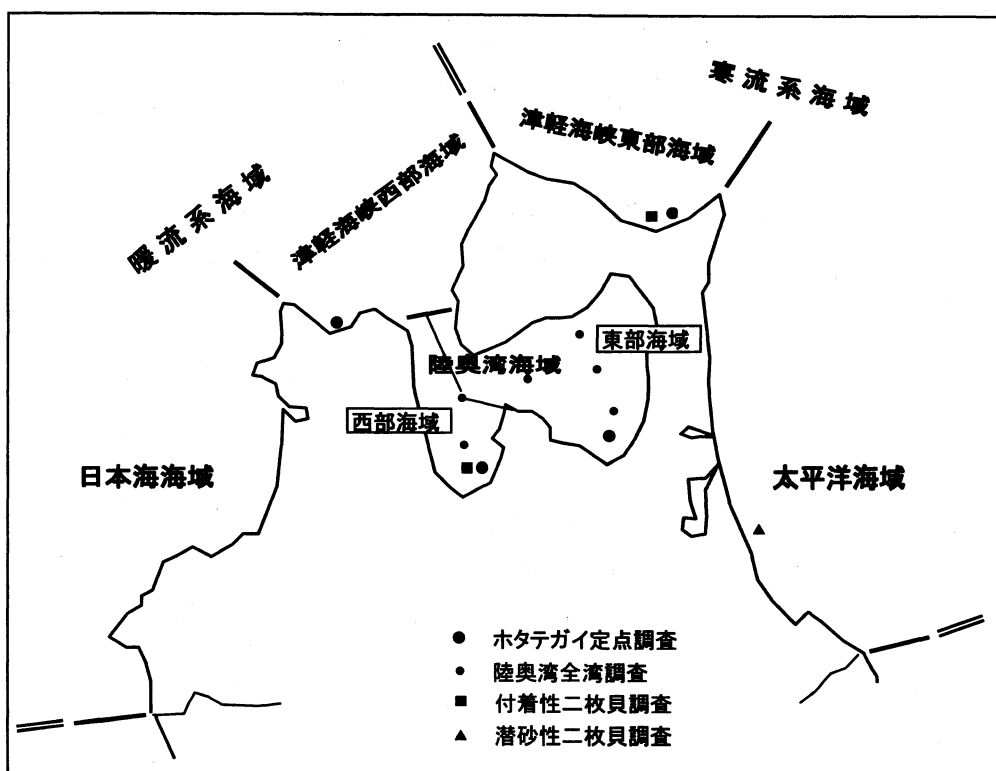 寒流系海域
津軽海峡東部海域
津軽海峡西部海域
暖流系海域
東部海域
陸奥湾海域
西部海域
日本海海域
太平洋海域
ホタテガイ定点調査
陸奥湾全湾調査
付着性二枚貝調査
潜砂性二枚貝調査